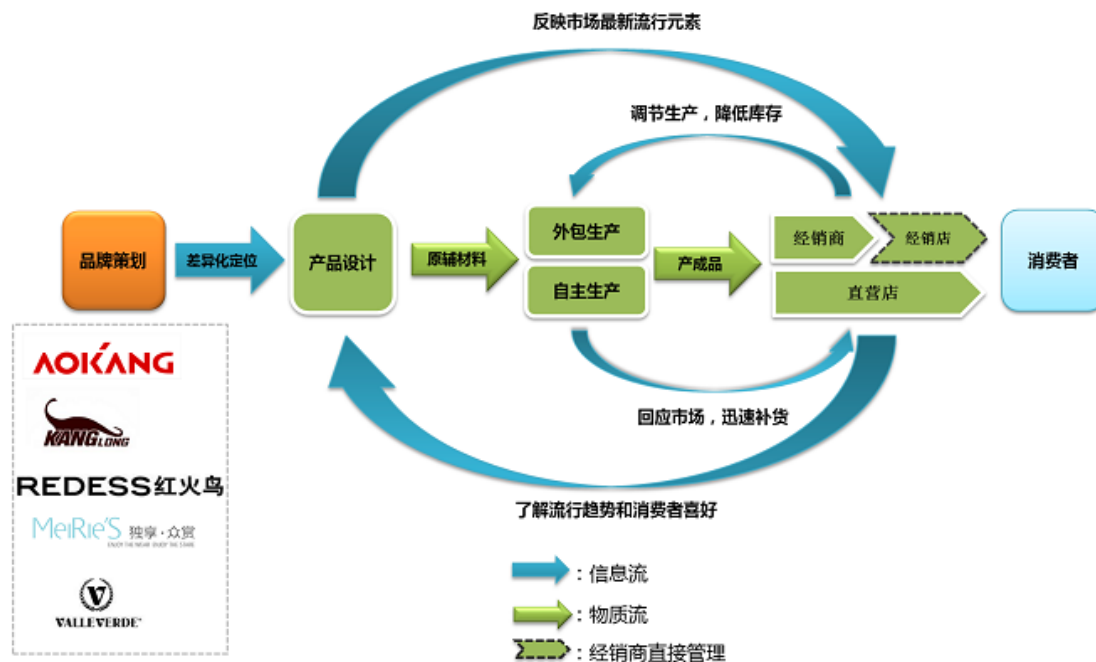 反映市场最新流行元素
调节生产，降低库存
品牌策划
差异化定位
产品设计
原辅材料
外包生产
自主生产
产成品
经销商
经销店
直营店
消费者
回应市场，迅速补货
了解流行趋势和消费者喜好
AOKANG
KANGLONG
REDESS红火鸟
MEIRIE'S 独享·众赏
V
VALLEVERDE
：信息流
：物质流
：经销商直接管理